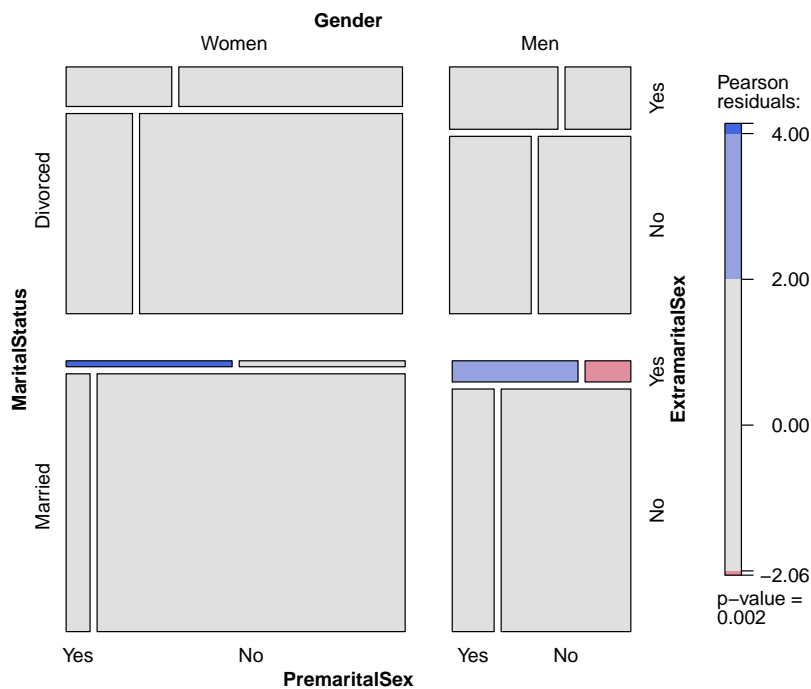 Gender
Women Men
MaritalStatus
Divorced
Married
Yes
No
Yes
No
ExtramaritalSex
Yes No Yes No
PremaritalSex
Pearson
residuals:
4.00
2.00
0.00
−2.06
p−value =
0.002